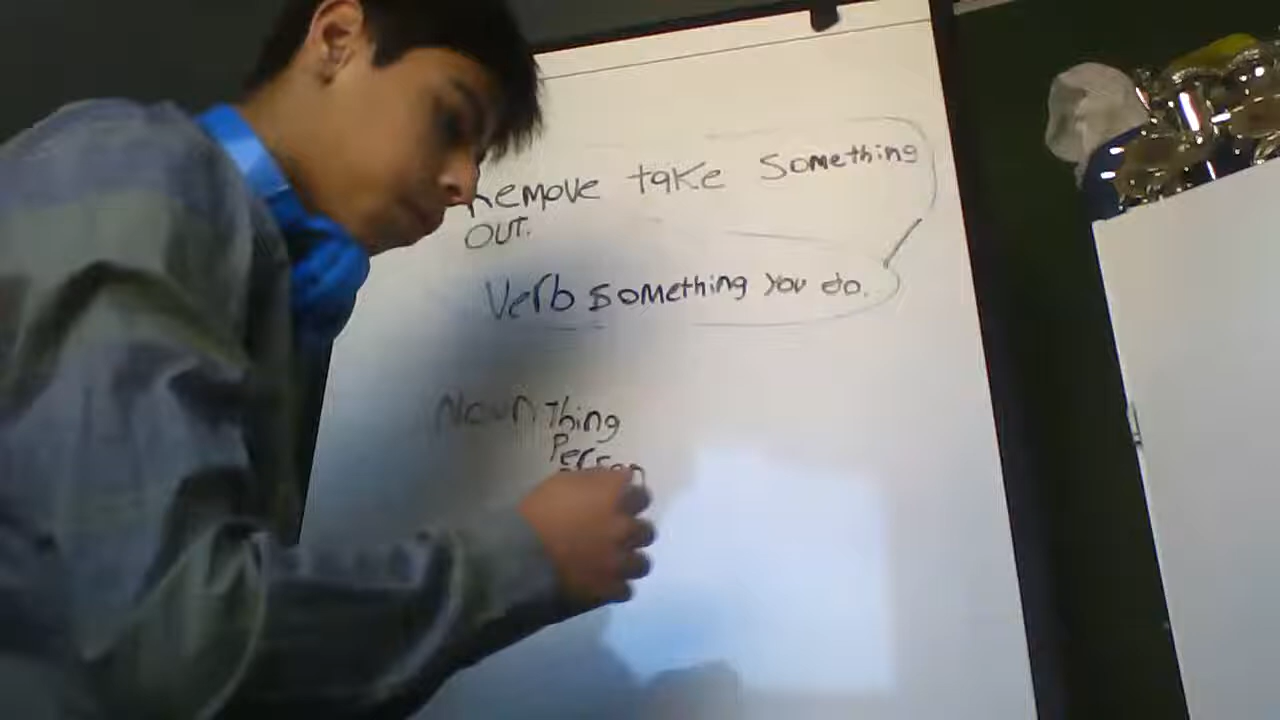 Remove take something
out.
Verb something you do.
Noun Thing
Person